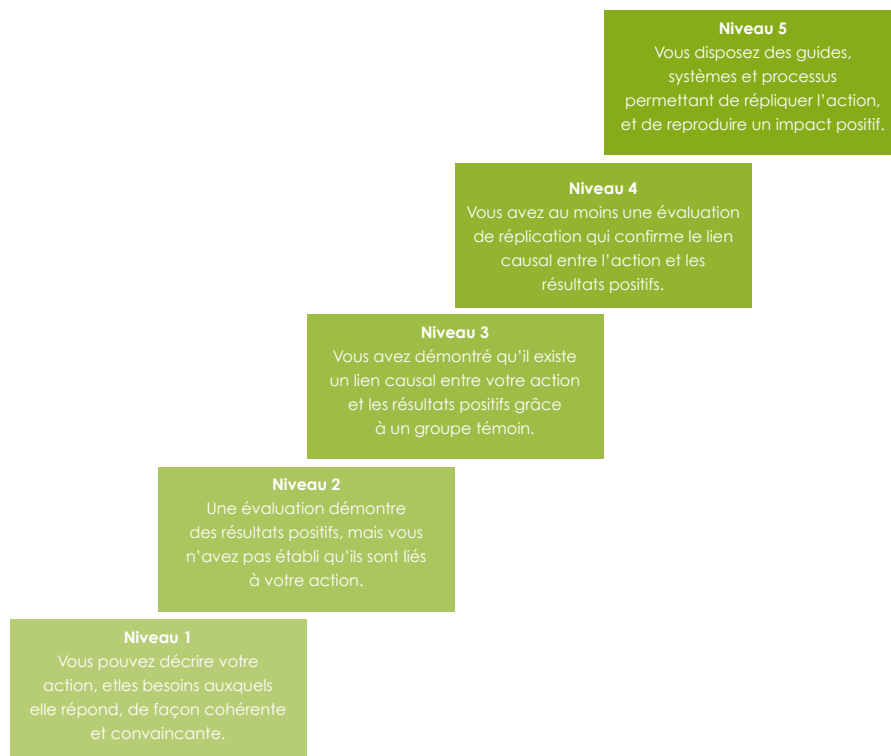 Niveau 5
Vous disposez des guides,
systèmes et processus
permettant de répliquer l’action,
et de reproduire un impact positif.
Niveau 4
Vous avez au moins une évaluation
de réplication qui confirme le lien
causal entre l’action et les
résultats positifs.
Niveau 3
Vous avez démontré qu’il existe
un lien causal entre votre action
et les résultats positifs grâce
à un groupe témoin.
Niveau 2
Une évaluation démontre
des résultats positifs, mais vous
n’avez pas établi qu’ils sont liés
à votre action.
Niveau 1
Vous pouvez décrire votre
action, etles besoins auxquels
elle répond, de façon cohérente
et convaincante.